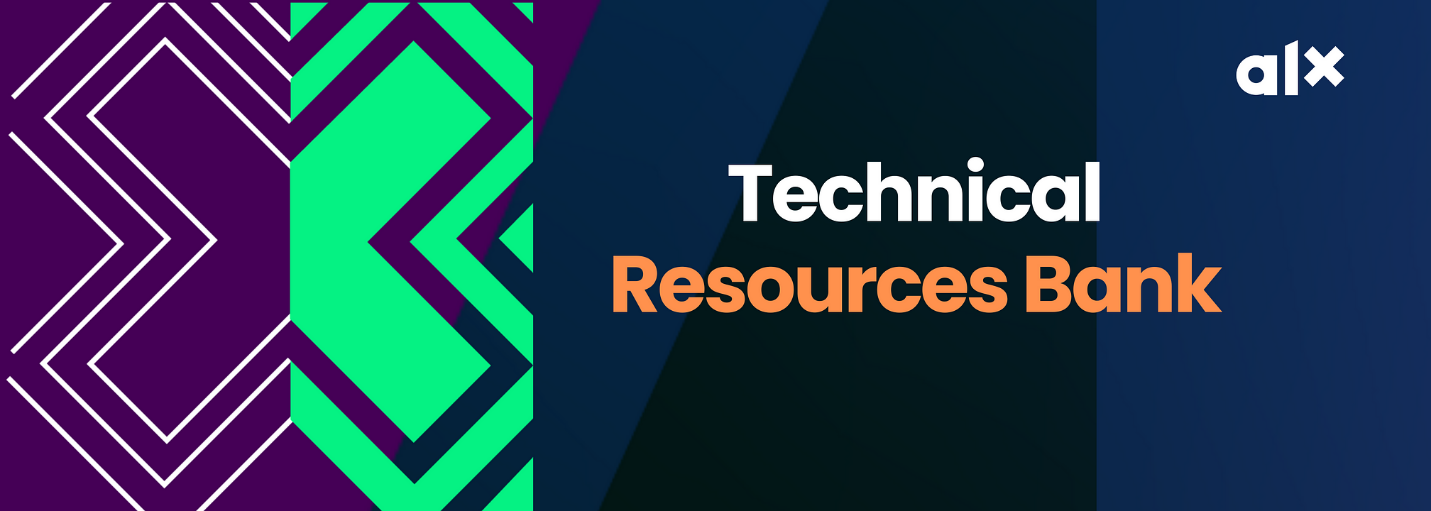 alx
Technical
Resources Bank